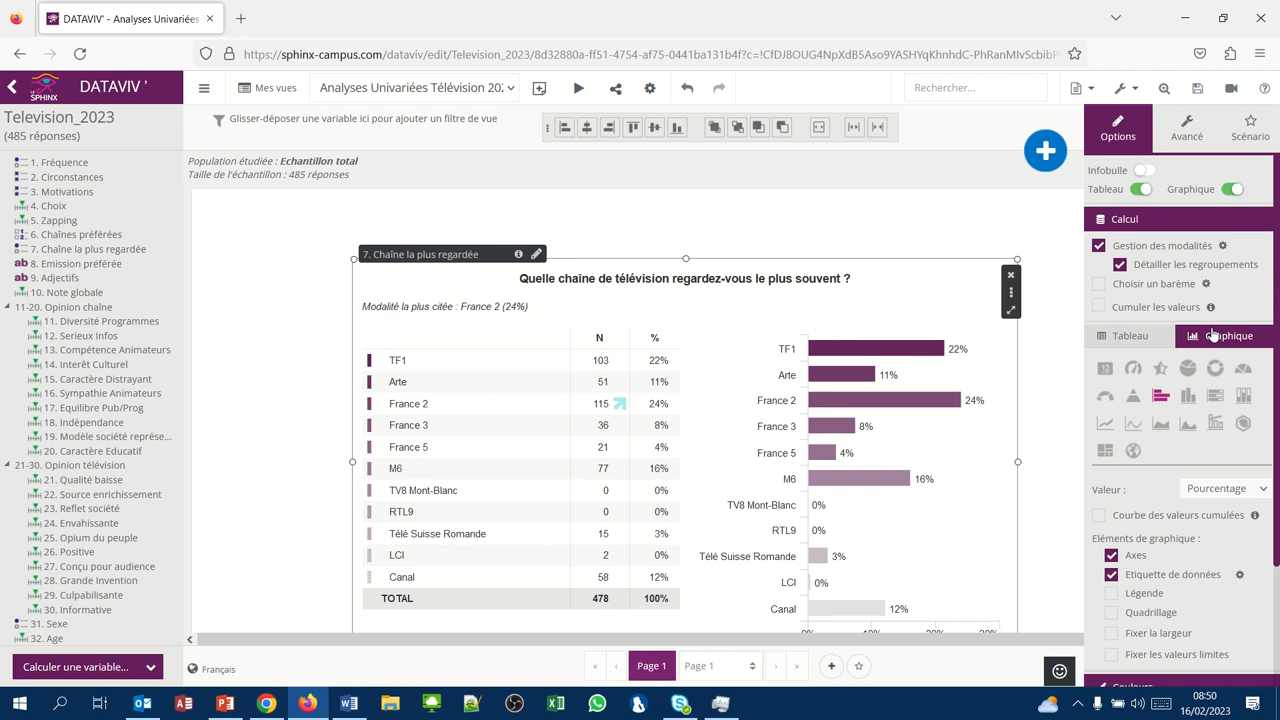 DATAVIV' - Analyses Univariées
https://sphinx-campus.com/dataviv/edit/Television_2023/
LE SPHINX
DATAVIV '
Mes vues
Analyses Univariées Télévision 202
Rechercher...
Television_2023
(485 réponses)
1. Fréquence
2. Circonstances
3. Motivations
4. Choix
5. Zapping
6. Chaînes préférées
7. Chaîne la plus regardée
8. Emission préférée
9. Adjectifs
10. Note globale
11-20. Opinion chaîne
11. Diversité Programmes
12. Serieux Infos
13. Compétence Animateurs
14. Interêt Culturel
15. Caractère Distrayant
16. Sympathie Animateurs
17. Equilibre Pub/Prog
18. Indépendance
19. Modèle société représe...
20. Caractère Educatif
21-30. Opinion télévision
21. Qualité baisse
22. Source enrichissement
23. Reflet société
24. Envahissante
25. Opium du peuple
26. Positive
27. Conçu pour audience
28. Grande Invention
29. Culpabilisante
30. Informative
31. Sexe
32. Age
Calculer une variable...
Glisser-déposer une variable ici pour ajouter un filtre de vue
Population étudiée : Echantillon total
Taille de l'échantillon : 485 réponses
7. Chaîne la plus regardée
Quelle chaîne de télévision regardez-vous le plus souvent ?
Modalité la plus citée : France 2 (24%)
N %
TF1 103 22%
Arte 51 11%
France 2 115 24%
France 3 36 8%
France 5 21 4%
M6 77 16%
TV8 Mont-Blanc 0 0%
RTL9 0 0%
Télé Suisse Romande 15 3%
LCI 2 0%
Canal 58 12%
TOTAL 478 100%
TF1 22%
Arte 11%
France 2 24%
France 3 8%
France 5 4%
M6 16%
TV8 Mont-Blanc 0%
RTL9 0%
Télé Suisse Romande 3%
LCI 0%
Canal 12%
Français
Page 1
Page 1
Options
Avancé
Scénario
Infobulle
Tableau
Graphique
Calcul
Gestion des modalités
Détailler les regroupements
Choisir un barème
Cumuler les valeurs
Tableau
Graphique
Valeur :
Pourcentage
Courbe des valeurs cumulées
Eléments de graphique :
Axes
Etiquette de données
Légende
Quadrillage
Fixer la largeur
Fixer les valeurs limites
08:50
16/02/2023